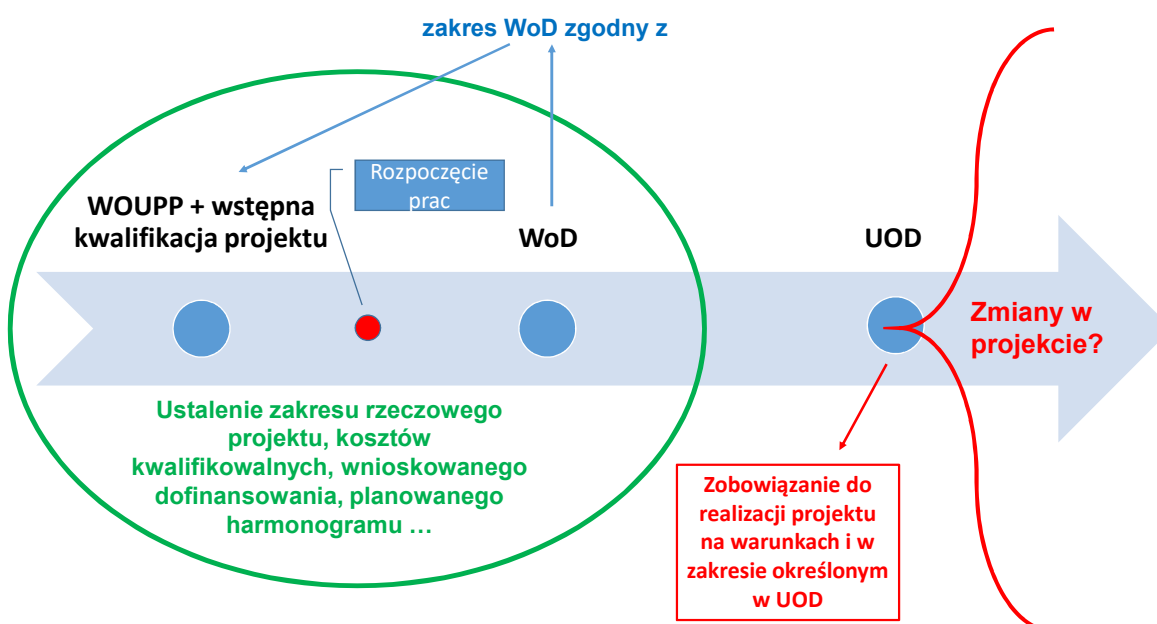 zakres WoD zgodny z
Rozpoczęcie
prac
WOUPP + wstępna
kwalifikacja projektu
WoD
UOD
Zmiany w
projekcie?
Ustalenie zakresu rzeczowego
projektu, kosztów
kwalifikowalnych, wnioskowanego
dofinansowania, planowanego
harmonogramu …
Zobowiązanie do
realizacji projektu
na warunkach i w
zakresie określonym
w UOD